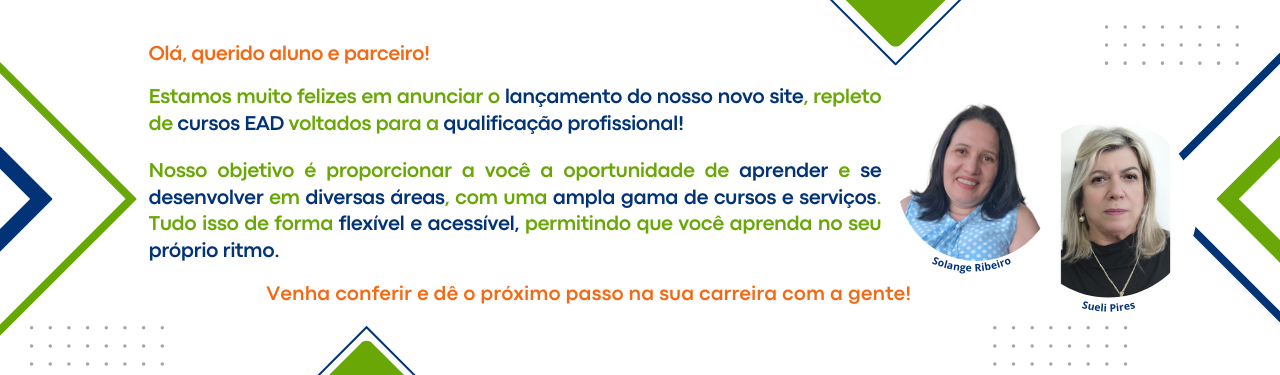 Olá, querido aluno e parceiro!
Estamos muito felizes em anunciar o lançamento do nosso novo site, repleto
de cursos EAD voltados para a qualificação profissional!
Nosso objetivo é proporcionar a você a oportunidade de aprender e se
desenvolver em diversas áreas, com uma ampla gama de cursos e serviços.
Tudo isso de forma flexível e acessível, permitindo que você aprenda no seu
próprio ritmo.
Venha conferir e dê o próximo passo na sua carreira com a gente!
Solange Ribeiro
Sueli Pires